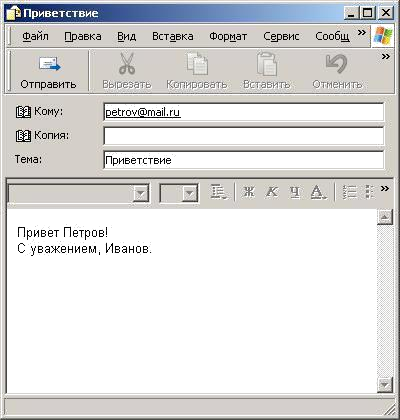 Приветствие
Файл Правка Вид Вставка Формат Сервис Сообщ »
Отправить Вырезать Копировать Вставить Отменить »
Кому: petrov@mail.ru
Копия:
Тема: Приветствие
Ж К Ч А »
Привет Петров!
С уважением, Иванов.